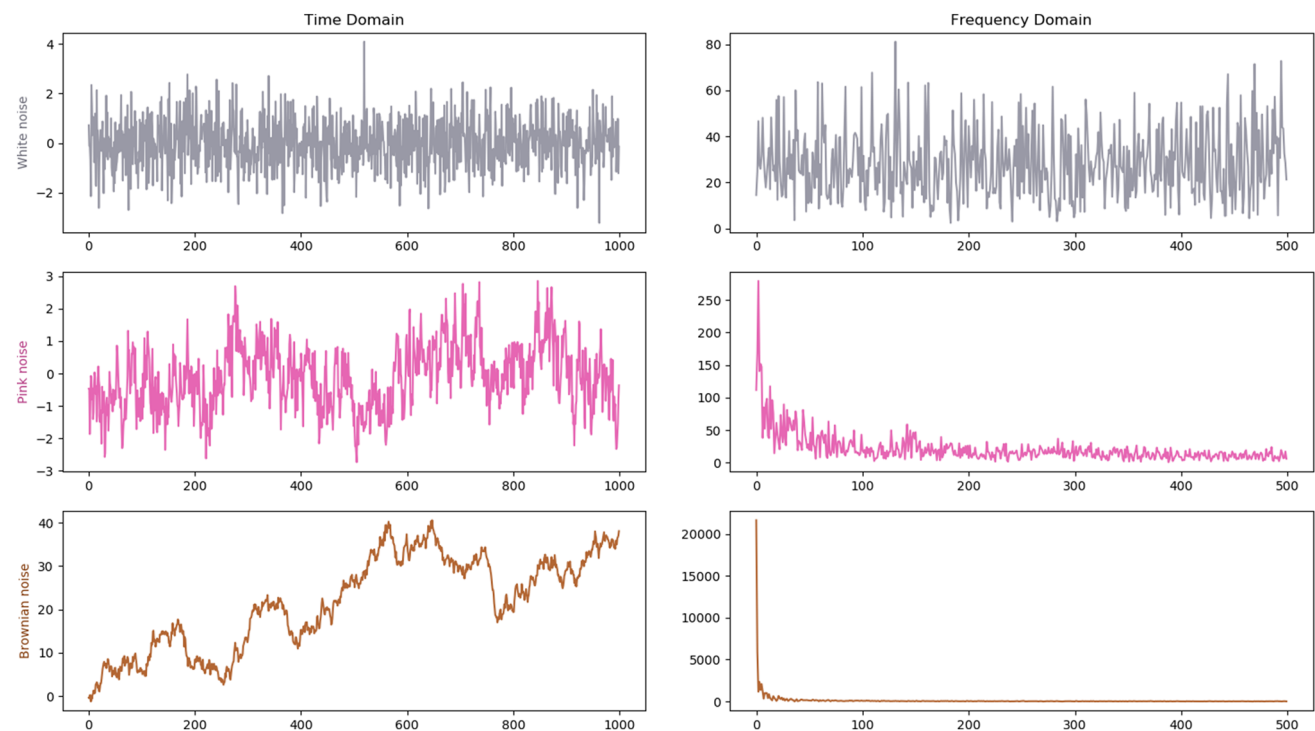 Time Domain
Frequency Domain
White noise
4
2
0
−2
0 200 400 600 800 1000
80
60
40
20
0
0 100 200 300 400 500
Pink noise
3
2
1
0
−1
−2
−3
0 200 400 600 800 1000
250
200
150
100
50
0
0 100 200 300 400 500
Brownian noise
40
30
20
10
0
0 200 400 600 800 1000
20000
15000
10000
5000
0
0 100 200 300 400 500